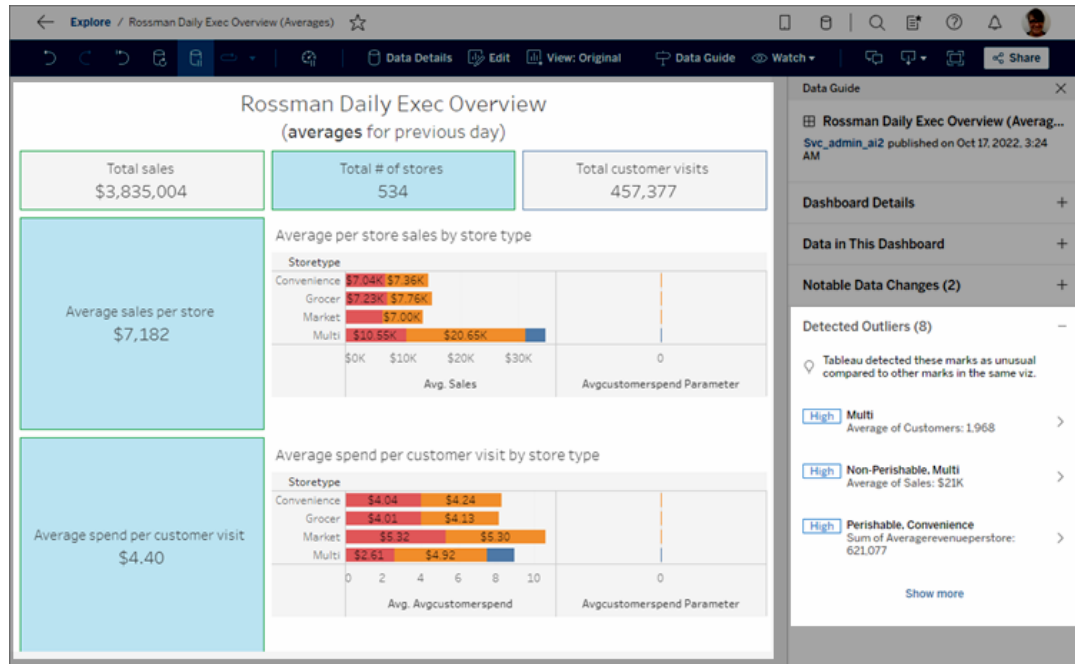 Explore / Rossman Daily Exec Overview (Averages)
Data Details Edit View: Original Data Guide Watch Share
Rossman Daily Exec Overview
(averages for previous day)
Total sales
$3,835,004
Total # of stores
534
Total customer visits
457,377
Average sales per store
$7,182
Average per store sales by store type
Storetype
Convenience $7.04K $7.36K
Grocer $7.23K $7.76K
Market $7.00K
Multi $10.55K $20.65K
$0K $10K $20K $30K 0
Avg. Sales Avgcustomerspend Parameter
Average spend per customer visit
$4.40
Average spend per customer visit by store type
Storetype
Convenience $4.04 $4.24
Grocer $4.01 $4.13
Market $5.32 $5.30
Multi $2.61 $4.92
0 2 4 6 8 10 0
Avg. Avgcustomerspend Avgcustomerspend Parameter
Data Guide
Rossman Daily Exec Overview (Averag...
Svc_admin_ai2 published on Oct 17, 2022, 3:24
AM
Dashboard Details
Data in This Dashboard
Notable Data Changes (2)
Detected Outliers (8)
Tableau detected these marks as unusual
compared to other marks in the same viz.
High Multi
Average of Customers: 1,968
High Non-Perishable, Multi
Average of Sales: $21K
High Perishable, Convenience
Sum of Averagerevenueperstore:
621,077
Show more